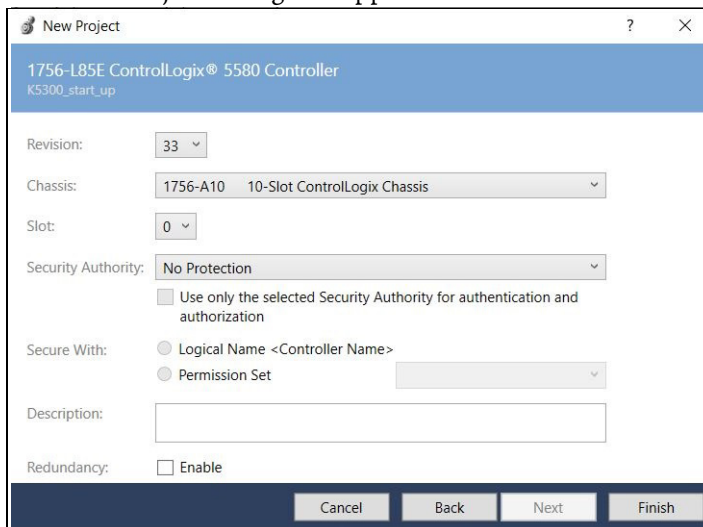 New Project
? ×
1756-L85E ControlLogix® 5580 Controller
K5300_start_up
Revision: 33
Chassis: 1756-A10 10-Slot ControlLogix Chassis
Slot: 0
Security Authority: No Protection
Use only the selected Security Authority for authentication and
authorization
Secure With: Logical Name <Controller Name>
Permission Set
Description:
Redundancy: Enable
Cancel Back Next Finish